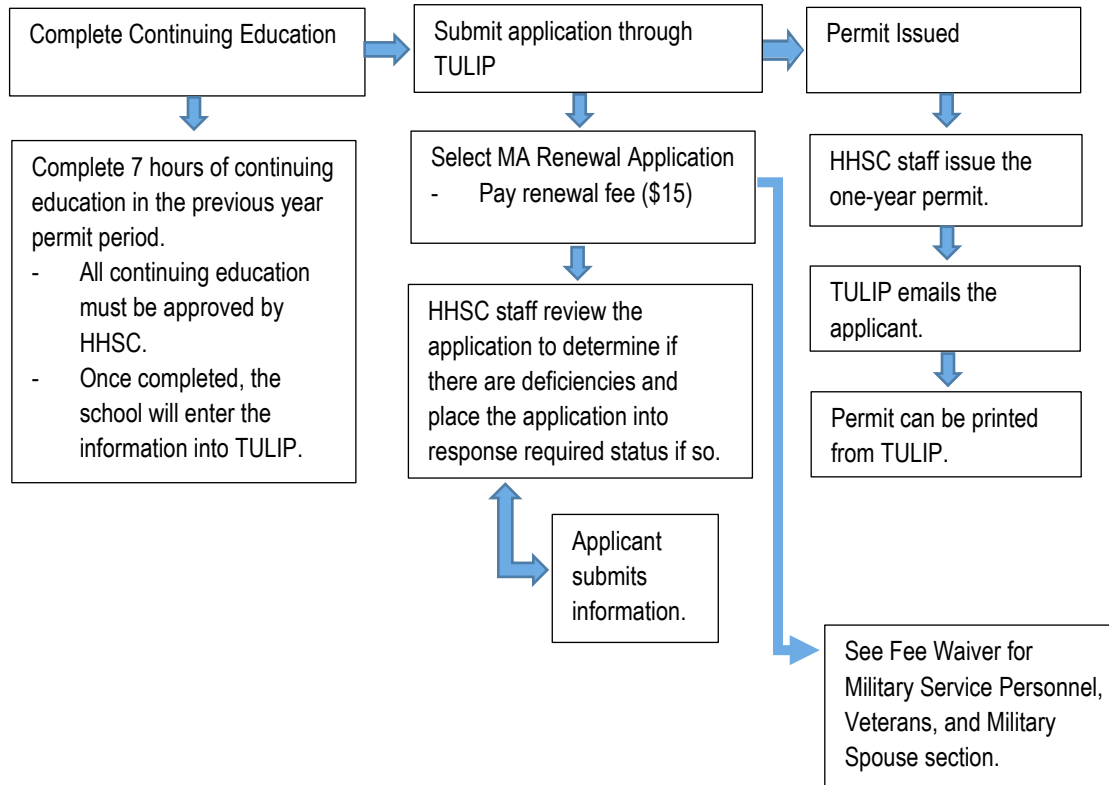 Complete Continuing Education
Submit application through
TULIP
Permit Issued
Complete 7 hours of continuing
education in the previous year
permit period.
- All continuing education
must be approved by
HHSC.
- Once completed, the
school will enter the
information into TULIP.
Select MA Renewal Application
- Pay renewal fee ($15)
HHSC staff review the
application to determine if
there are deficiencies and
place the application into
response required status if so.
Applicant
submits
information.
HHSC staff issue the
one-year permit.
TULIP emails the
applicant.
Permit can be printed
from TULIP.
See Fee Waiver for
Military Service Personnel,
Veterans, and Military
Spouse section.